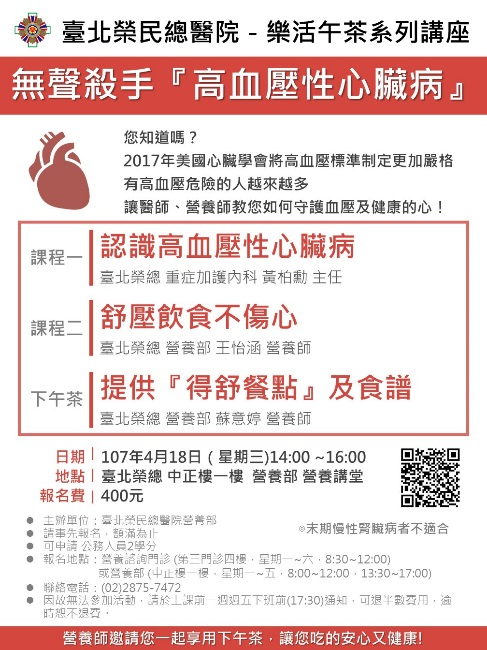 臺北榮民總醫院 - 樂活午茶系列講座
無聲殺手『高血壓性心臟病』
您知道嗎？
2017年美國心臟學會將高血壓標準制定更加嚴格
有高血壓危險的人越來越多
讓醫師、營養師教您如何守護血壓及健康的心！
課程一
認識高血壓性心臟病
臺北榮總 重症加護內科 黃柏勳 主任
課程二
舒壓飲食不傷心
臺北榮總 營養部 王怡涵 營養師
下午茶
提供『得舒餐點』及食譜
臺北榮總 營養部 蘇意婷 營養師
日期 107年4月18日 ( 星期三)14:00 ~16:00
地點 臺北榮總 中正樓一樓 營養部 營養講堂
報名費 400元
※末期慢性腎臟病者不適合
● 主辦單位：臺北榮民總醫院營養部
● 請事先報名，額滿為止
● 可申請 公務人員2學分
● 報名地點：營養諮詢門診 (第三門診四樓，星期一~六，8:30~12:00)
或營養部 (中正樓一樓，星期一~五，8:00~12:00，13:30~17:00)
● 聯絡電話：(02)2875-7472
● 因故無法參加活動，請於上課前一週週五下班前(17:30)通知，可退半數費用，逾
時恕不退費。
營養師邀請您一起享用下午茶，讓您吃的安心又健康!